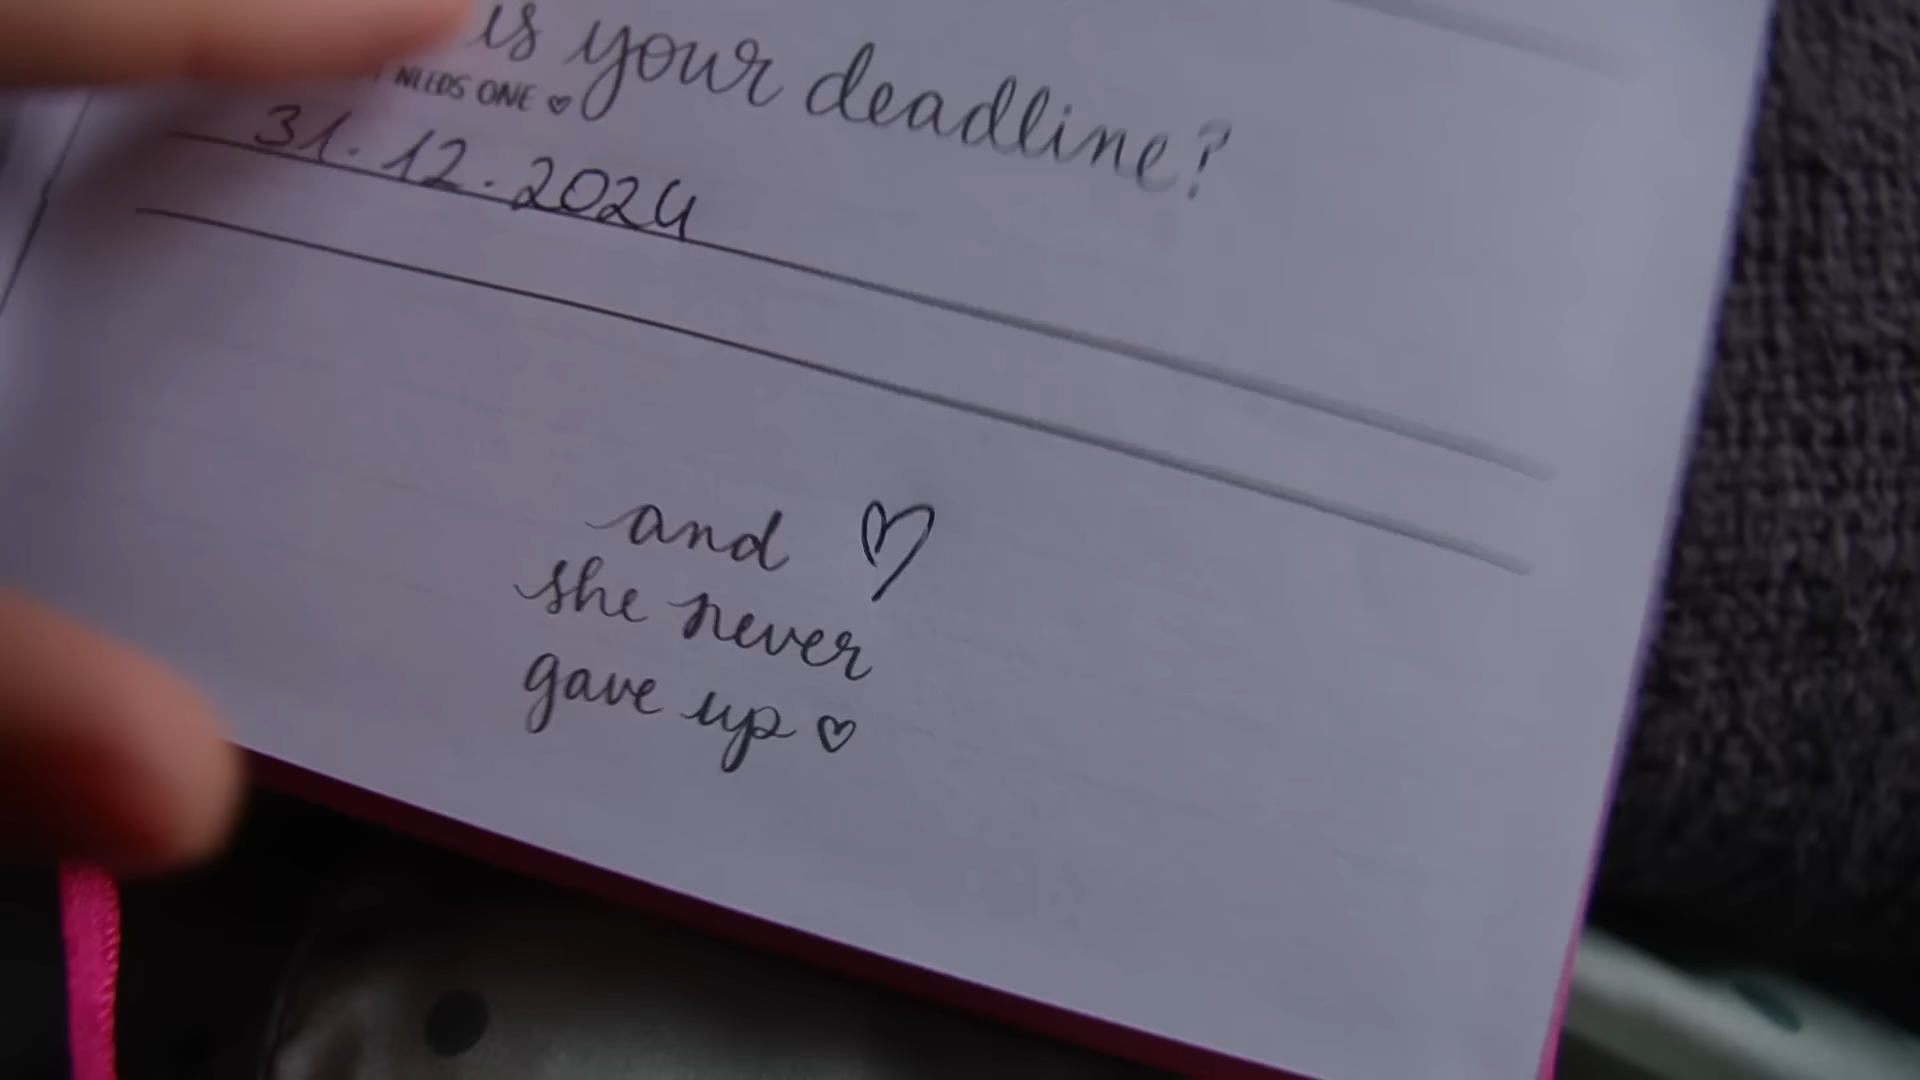 is your deadline?
NEEDS ONE ♡
31.12.2024
and ♡
she never
gave up ♡